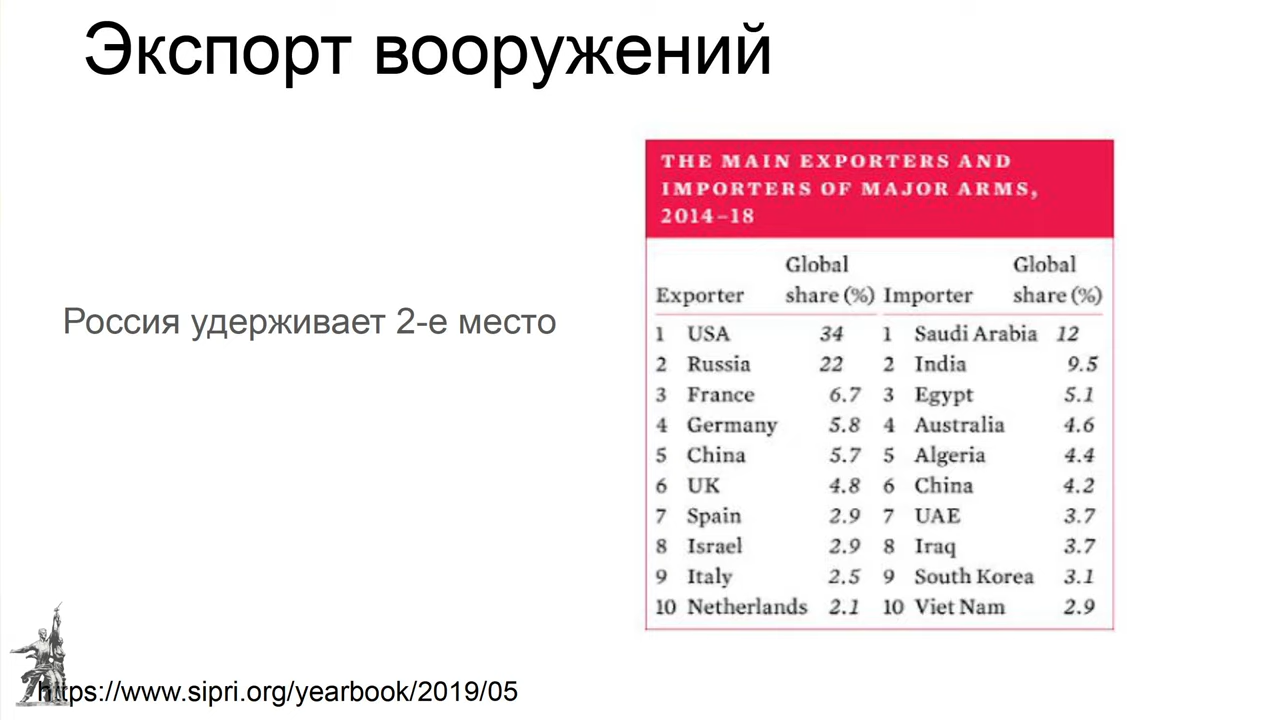 Экспорт вооружений
Россия удерживает 2-е место
THE MAIN EXPORTERS AND
IMPORTERS OF MAJOR ARMS,
2014–18
Global Global
Exporter share (%) Importer share (%)
1 USA 34 1 Saudi Arabia 12
2 Russia 22 2 India 9.5
3 France 6.7 3 Egypt 5.1
4 Germany 5.8 4 Australia 4.6
5 China 5.7 5 Algeria 4.4
6 UK 4.8 6 China 4.2
7 Spain 2.9 7 UAE 3.7
8 Israel 2.9 8 Iraq 3.7
9 Italy 2.5 9 South Korea 3.1
10 Netherlands 2.1 10 Viet Nam 2.9
https://www.sipri.org/yearbook/2019/05